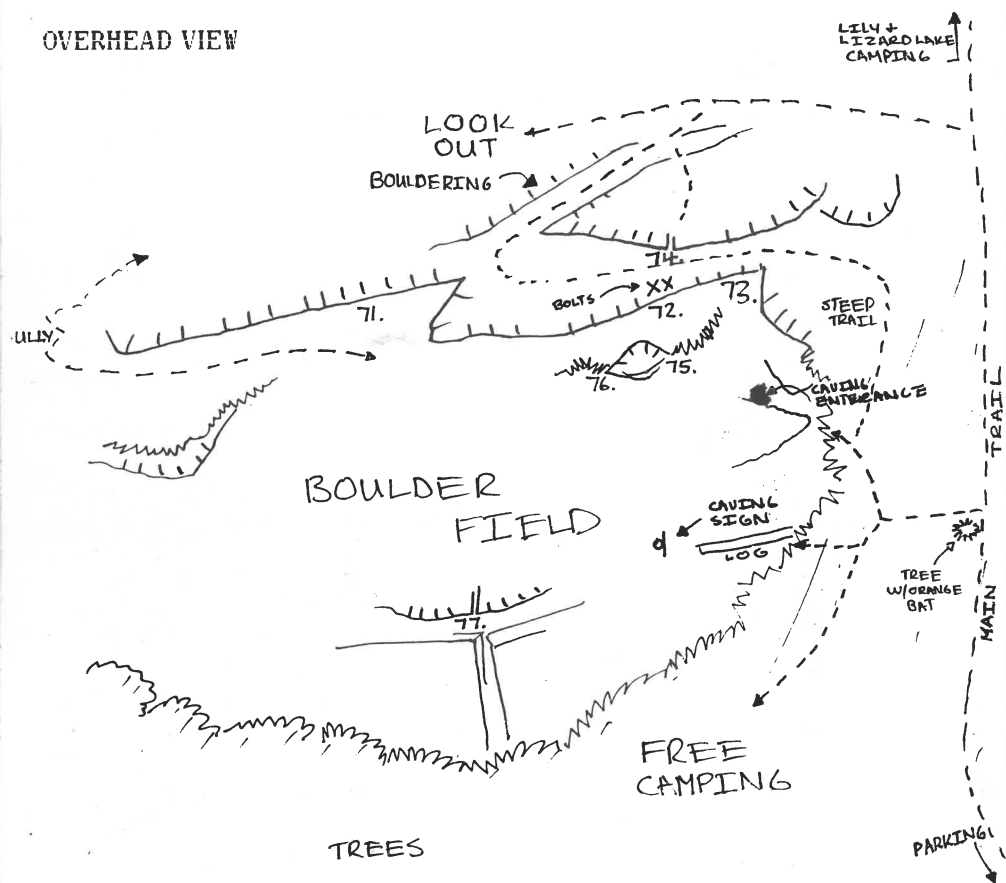 OVERHEAD VIEW
LILY &
LIZARD LAKE
CAMPING
LOOK
OUT
BOULDERING
74.
BOLTS
XX
73.
71.
72.
STEEP
TRAIL
ULLY
76.
75.
CAVING
ENTERANCE
TRAIL
BOULDER
FIELD
CAVING
SIGN
LOG
TREE
W/ORANGE
BAT
MAIN
77.
FREE
CAMPING
PARKING
TREES